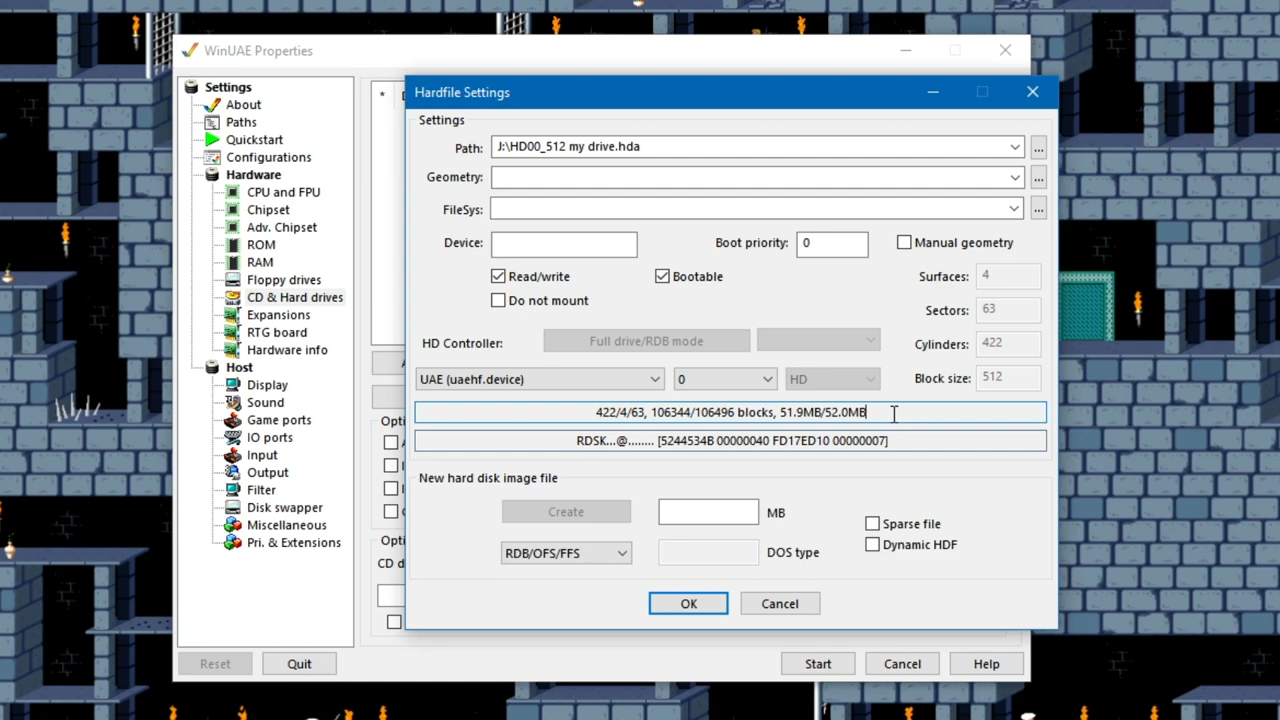 WinUAE Properties
Settings
About
Paths
Quickstart
Configurations
Hardware
CPU and FPU
Chipset
Adv. Chipset
ROM
RAM
Floppy drives
CD & Hard drives
Expansions
RTG board
Hardware info
Host
Display
Sound
Game ports
IO ports
Input
Output
Filter
Disk swapper
Miscellaneous
Pri. & Extensions
*
Opti
Opti
CD d
Hardfile Settings
Settings
Path: J:\HD00_512 my drive.hda ...
Geometry: ...
FileSys: ...
Device: Boot priority: 0 Manual geometry
Read/write Bootable Surfaces: 4
Do not mount Sectors: 63
HD Controller: Full drive/RDB mode Cylinders: 422
UAE (uaehf.device) 0 HD Block size: 512
422/4/63, 106344/106496 blocks, 51.9MB/52.0MB
RDSK...@........ [5244534B 00000040 FD17ED10 00000007]
New hard disk image file
Create MB Sparse file
RDB/OFS/FFS DOS type Dynamic HDF
OK Cancel
Reset Quit Start Cancel Help